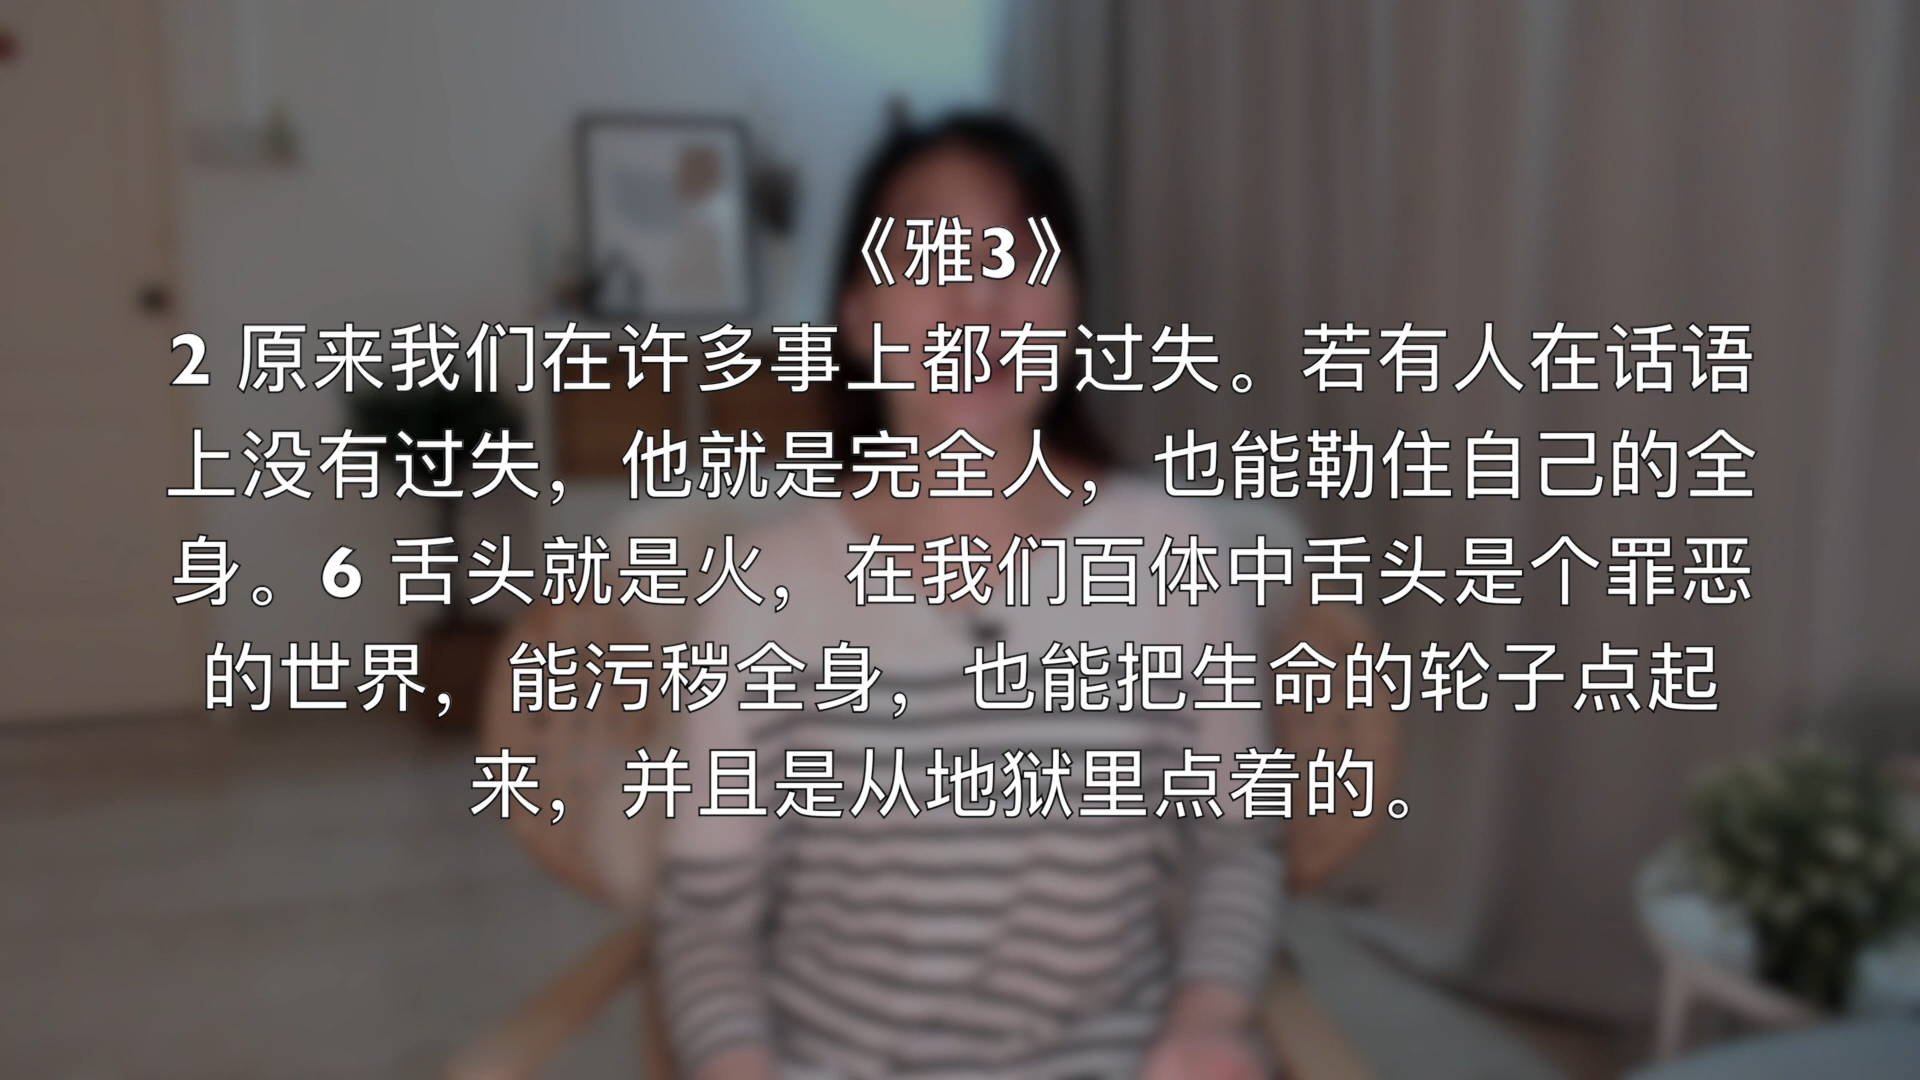 《雅3》
2 原来我们在许多事上都有过失。若有人在话语
上没有过失，他就是完全人，也能勒住自己的全
身。6 舌头就是火，在我们百体中舌头是个罪恶
的世界，能污秽全身，也能把生命的轮子点起
来，并且是从地狱里点着的。